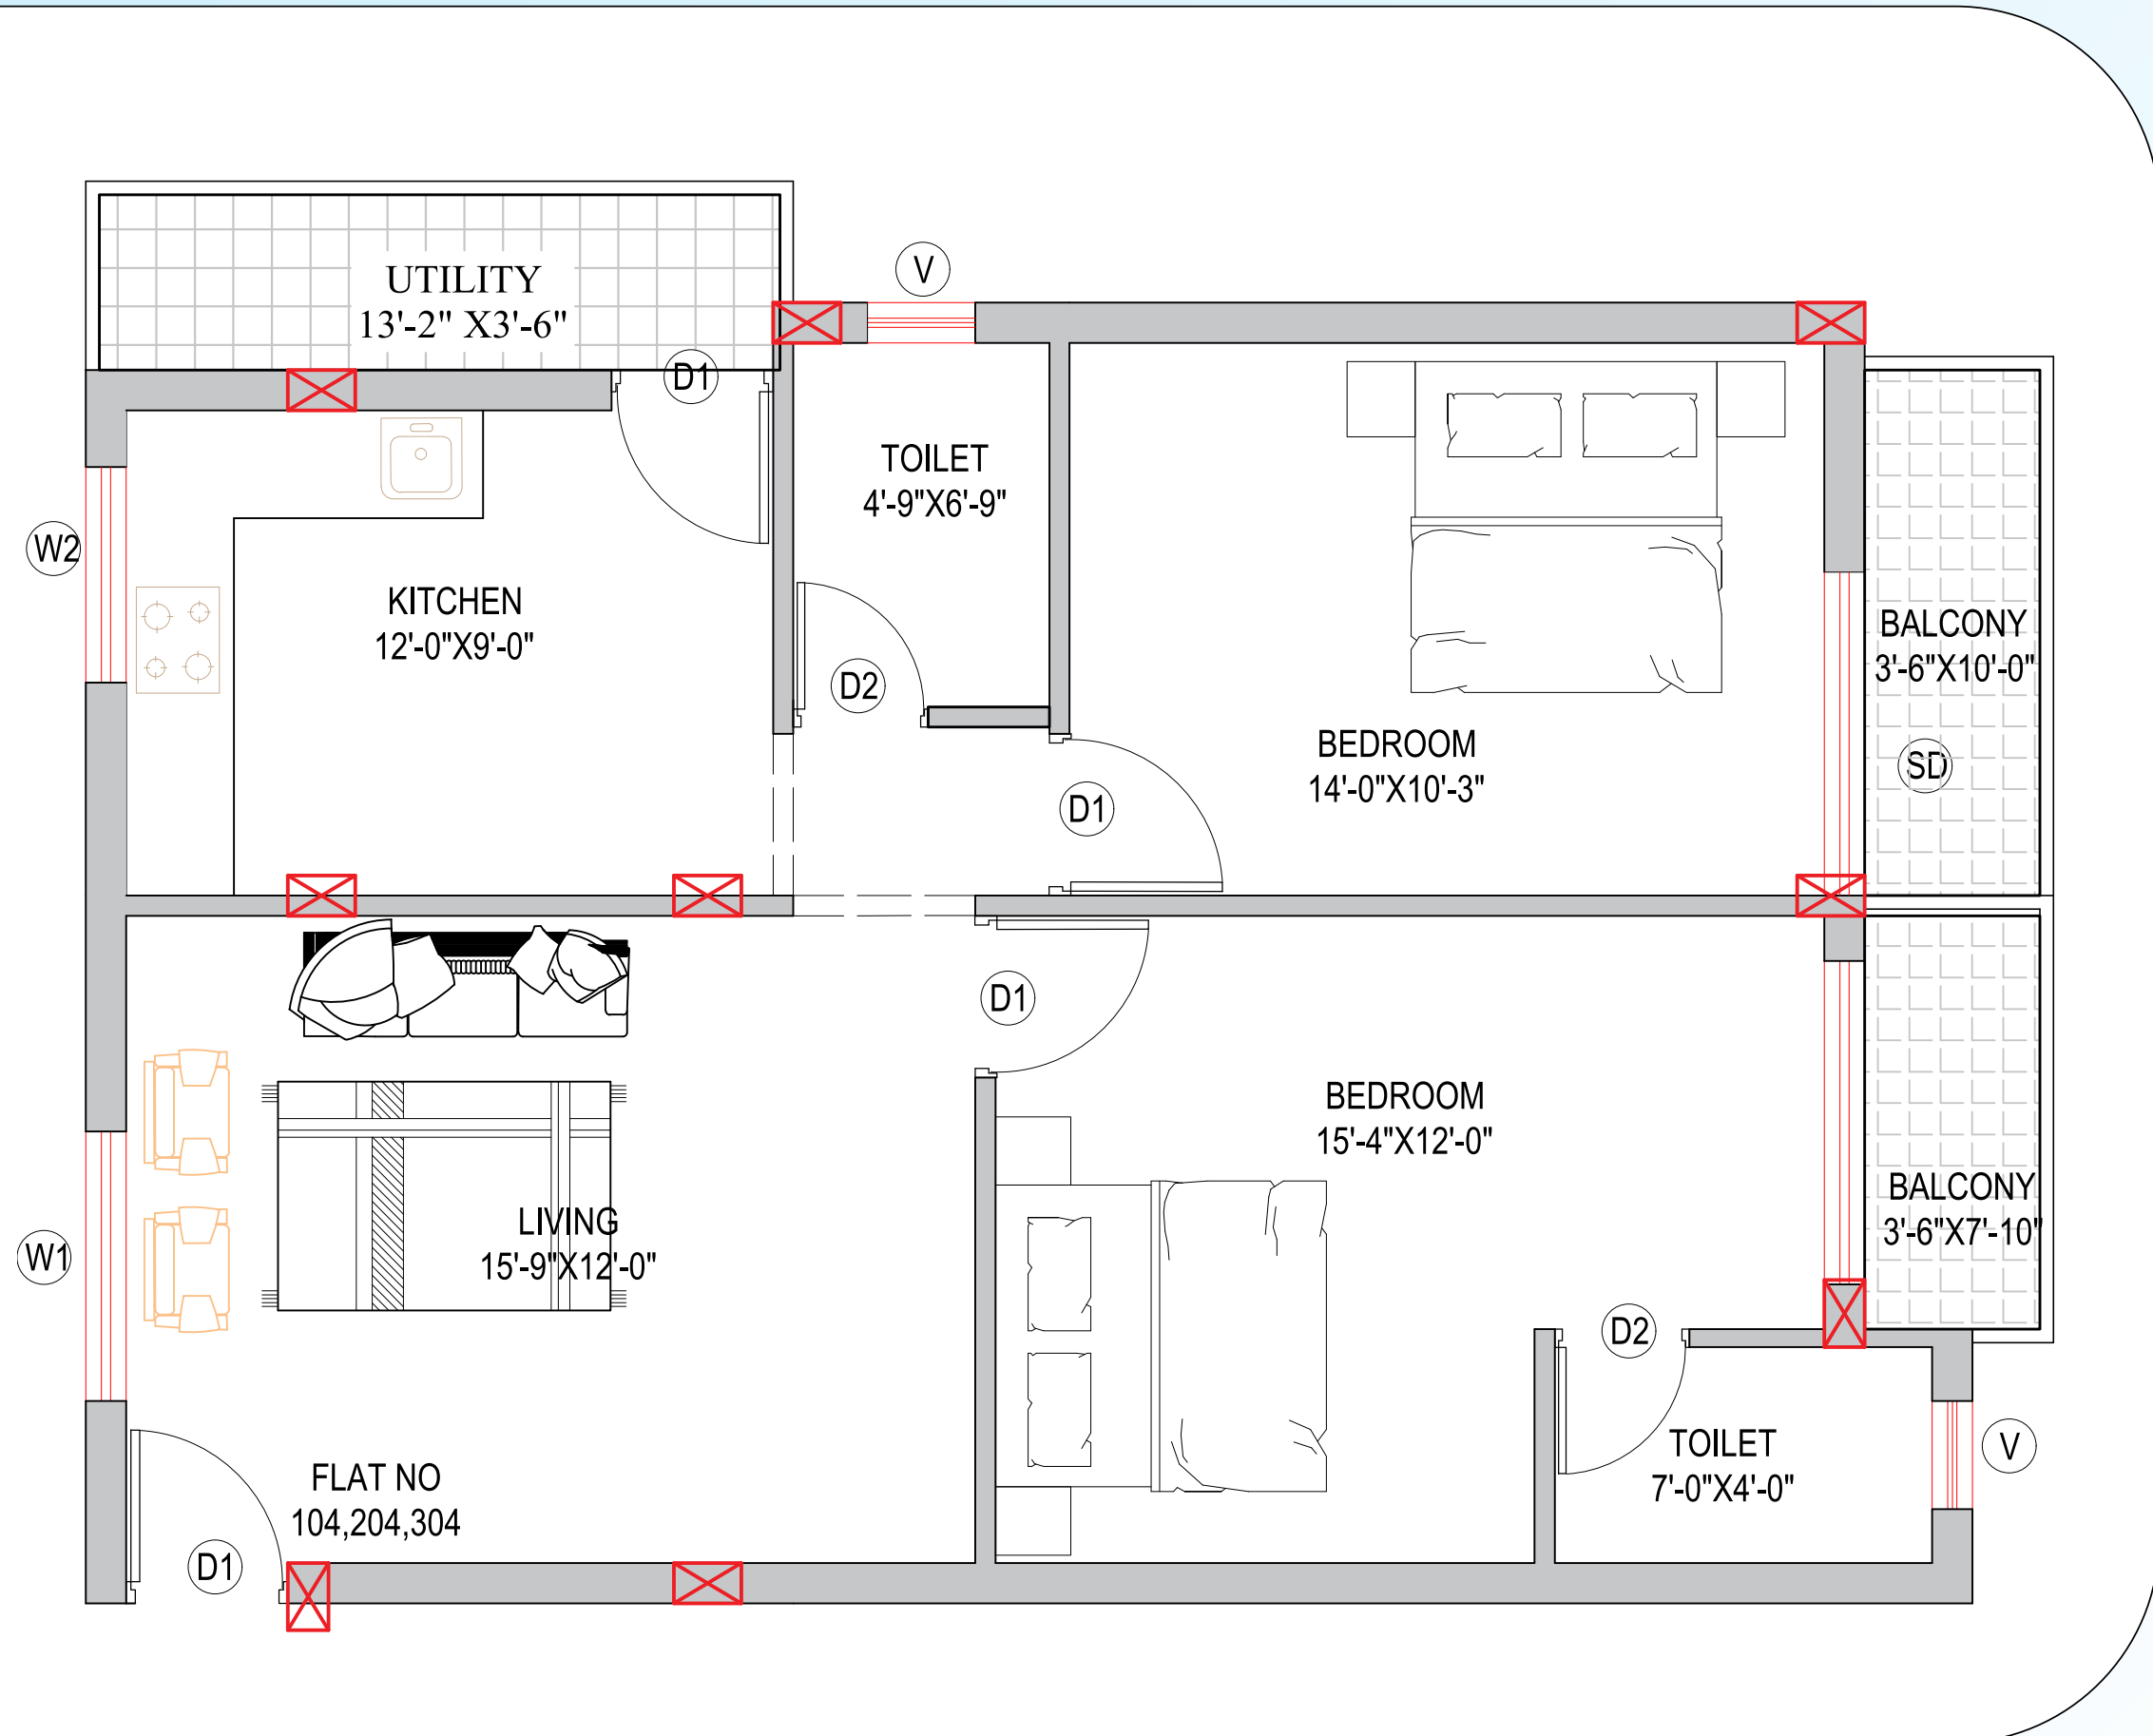 V
UTILITY
13'-2" X3'-6"
D1
TOILET
4'-9"X6'-9"
W2
KITCHEN
12'-0"X9'-0"
D2
BALCONY
3'-6"X10'-0"
BEDROOM
14'-0"X10'-3"
SD
D1
D1
BEDROOM
15'-4"X12'-0"
BALCONY
3'-6"X7'-10"
LIVING
15'-9"X12'-0"
W1
D2
TOILET
7'-0"X4'-0"
V
FLAT NO
104,204,304
D1